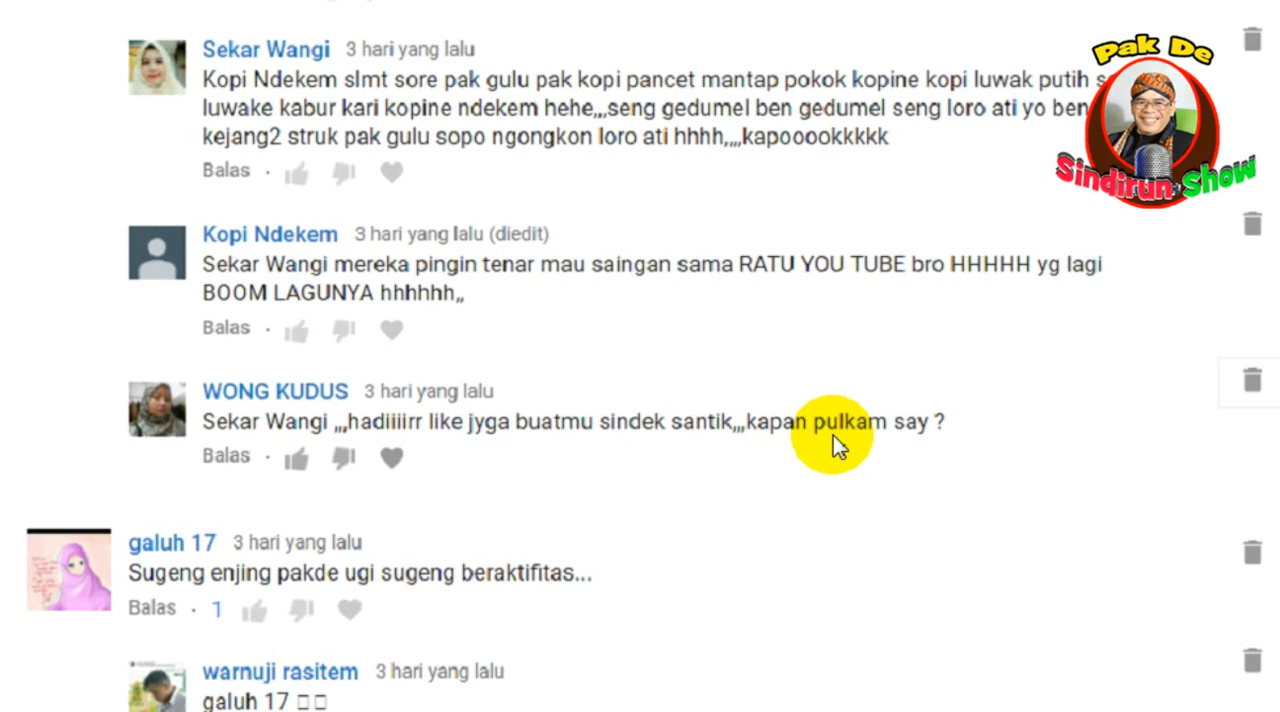 Sekar Wangi 3 hari yang lalu
Kopi Ndekem slmt sore pak gulu pak kopi pancet mantap pokok kopine kopi luwak putih
luwake kabur kari kopine ndekem hehe,,,seng gedumel ben gedumel seng loro ati yo ben
kejang2 struk pak gulu sopo ngongkon loro ati hhhh,,,,kapooookkkkk
Balas
Pak De
Sindirun Show
Kopi Ndekem 3 hari yang lalu (diedit)
Sekar Wangi mereka pingin tenar mau saingan sama RATU YOU TUBE bro HHHHH yg lagi
BOOM LAGUNYA hhhhhh,,
Balas
WONG KUDUS 3 hari yang lalu
Sekar Wangi ,,,hadiiiirr like jyga buatmu sindek santik,,,kapan pulkam say ?
Balas
galuh 17 3 hari yang lalu
Sugeng enjing pakde ugi sugeng beraktifitas...
Balas · 1
warnuji rasitem 3 hari yang lalu
galuh 17